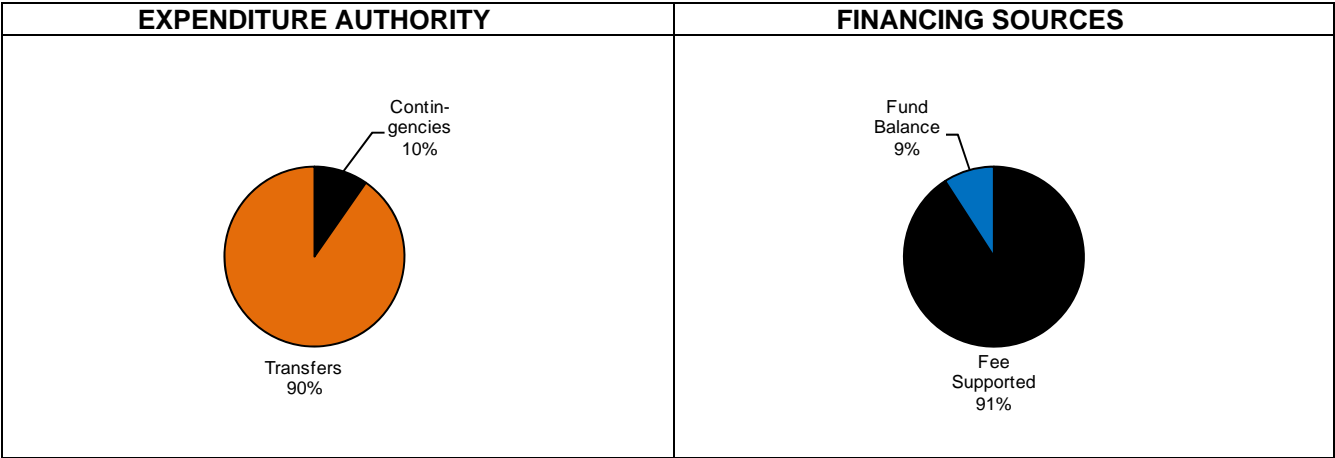 EXPENDITURE AUTHORITY
FINANCING SOURCES
Contin-
gencies
10%
Transfers
90%
Fund
Balance
9%
Fee
Supported
91%